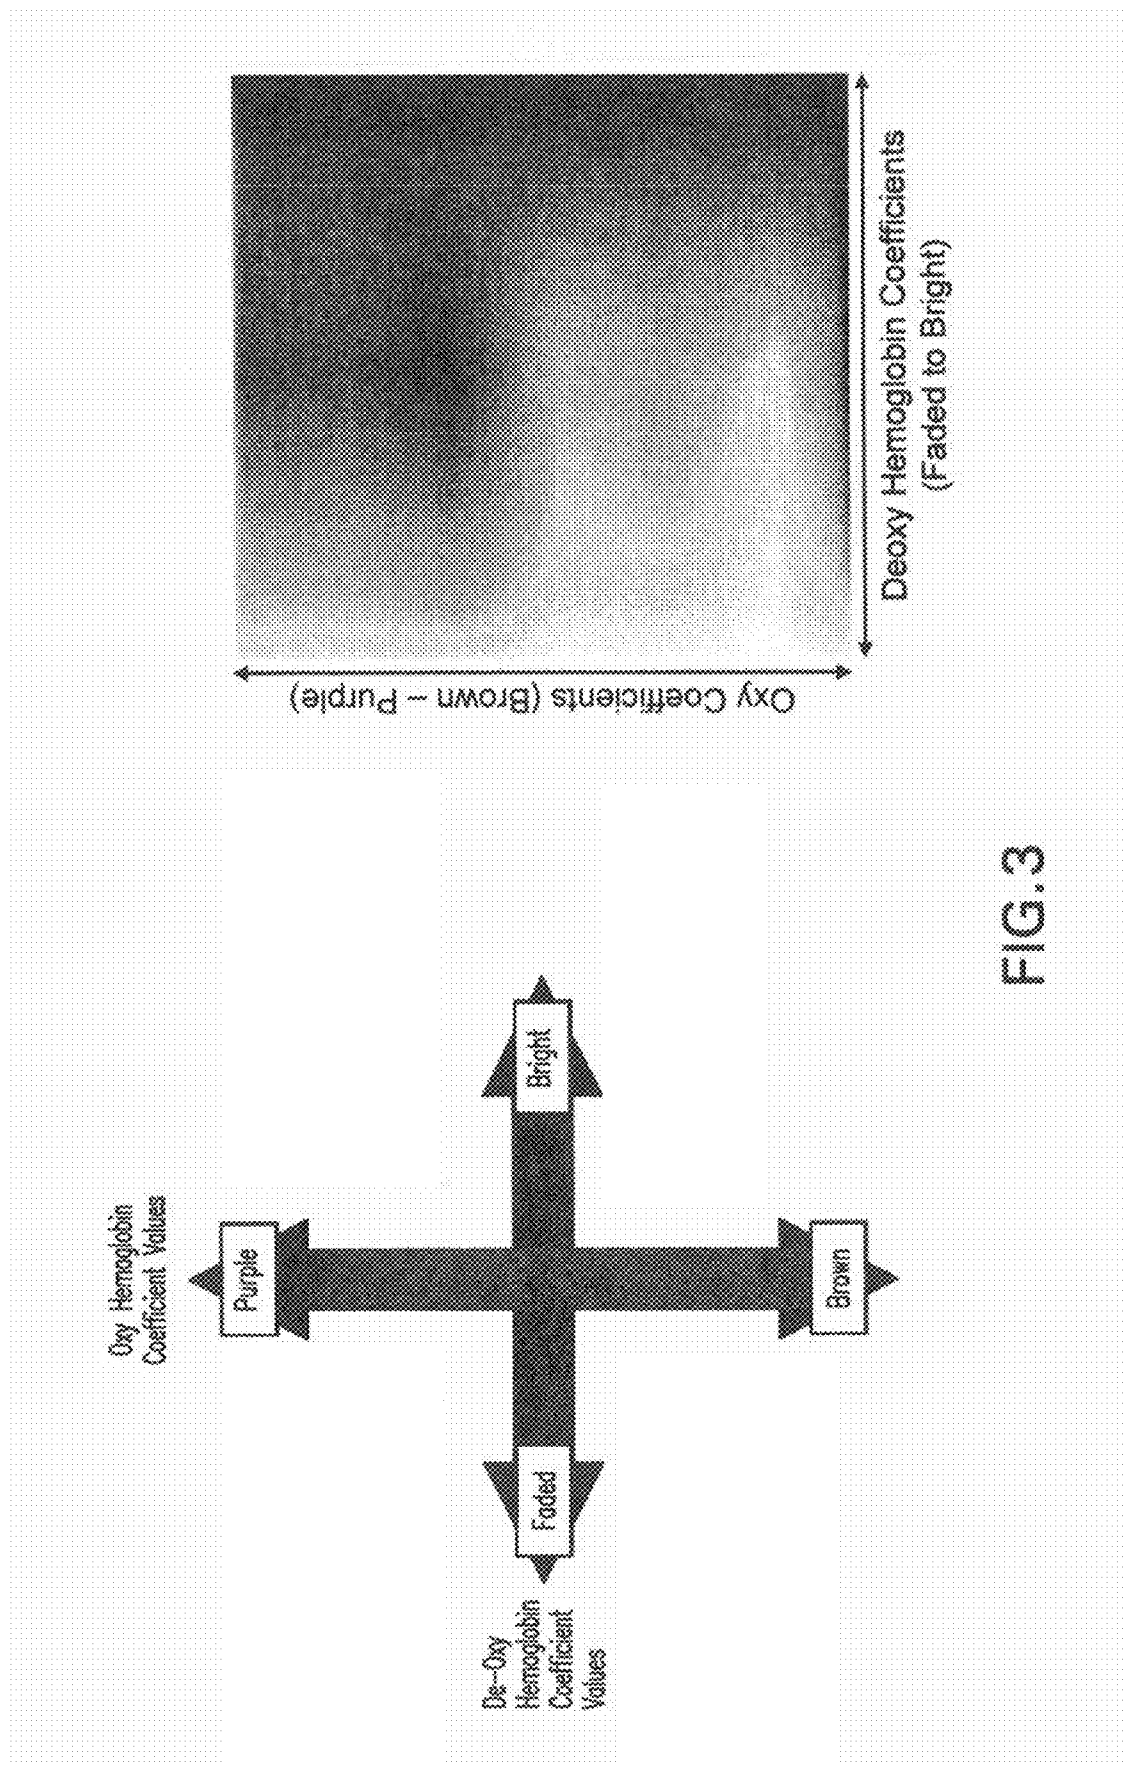 Oxy Hemoglobin
Coefficient Values
Purple
De-Oxy
Hemoglobin
Coefficient
Values
Faded
Bright
Brown
Oxy Coefficients (Brown – Purple)
Deoxy Hemoglobin Coefficients
(Faded to Bright)
FIG. 3